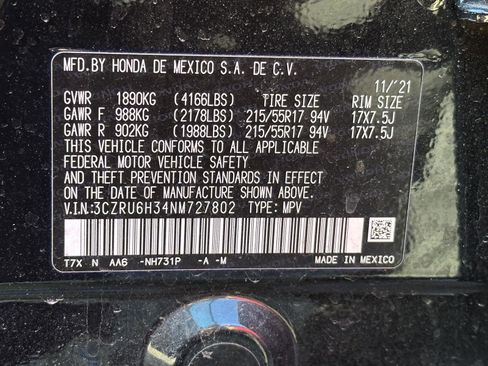 MFD. BY HONDA DE MEXICO S.A. DE C.V.
11/'21
GVWR 1890KG (4166LBS) TIRE SIZE RIM SIZE
GAWR F 988KG (2178LBS) 215/55R17 94V 17X7.5J
GAWR R 902KG (1988LBS) 215/55R17 94V 17X7.5J
THIS VEHICLE CONFORMS TO ALL APPLICABLE
FEDERAL MOTOR VEHICLE SAFETY
AND THEFT PREVENTION STANDARDS IN EFFECT
ON THE DATE OF MANUFACTURE SHOWN ABOVE.
V.I.N.:3CZRU6H34NM727802 TYPE: MPV
T7X N AA6 -NH731P -A -M MADE IN MEXICO